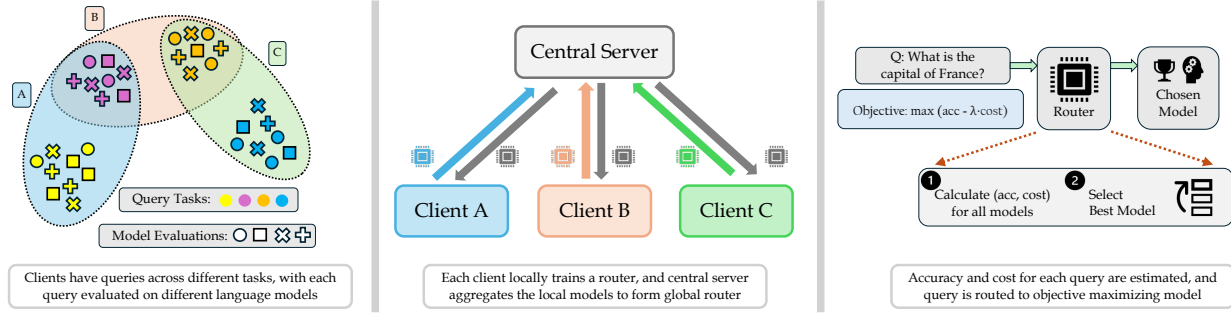 B
C
A
Query Tasks:
Model Evaluations:
Clients have queries across different tasks, with each
query evaluated on different language models
Central Server
Client A
Client B
Client C
Each client locally trains a router, and central server
aggregates the local models to form global router
Q: What is the
capital of France?
Objective: max (acc - λ·cost)
Router
Chosen
Model
1
Calculate (acc, cost)
for all models
2
Select
Best Model
Accuracy and cost for each query are estimated, and
query is routed to objective maximizing model